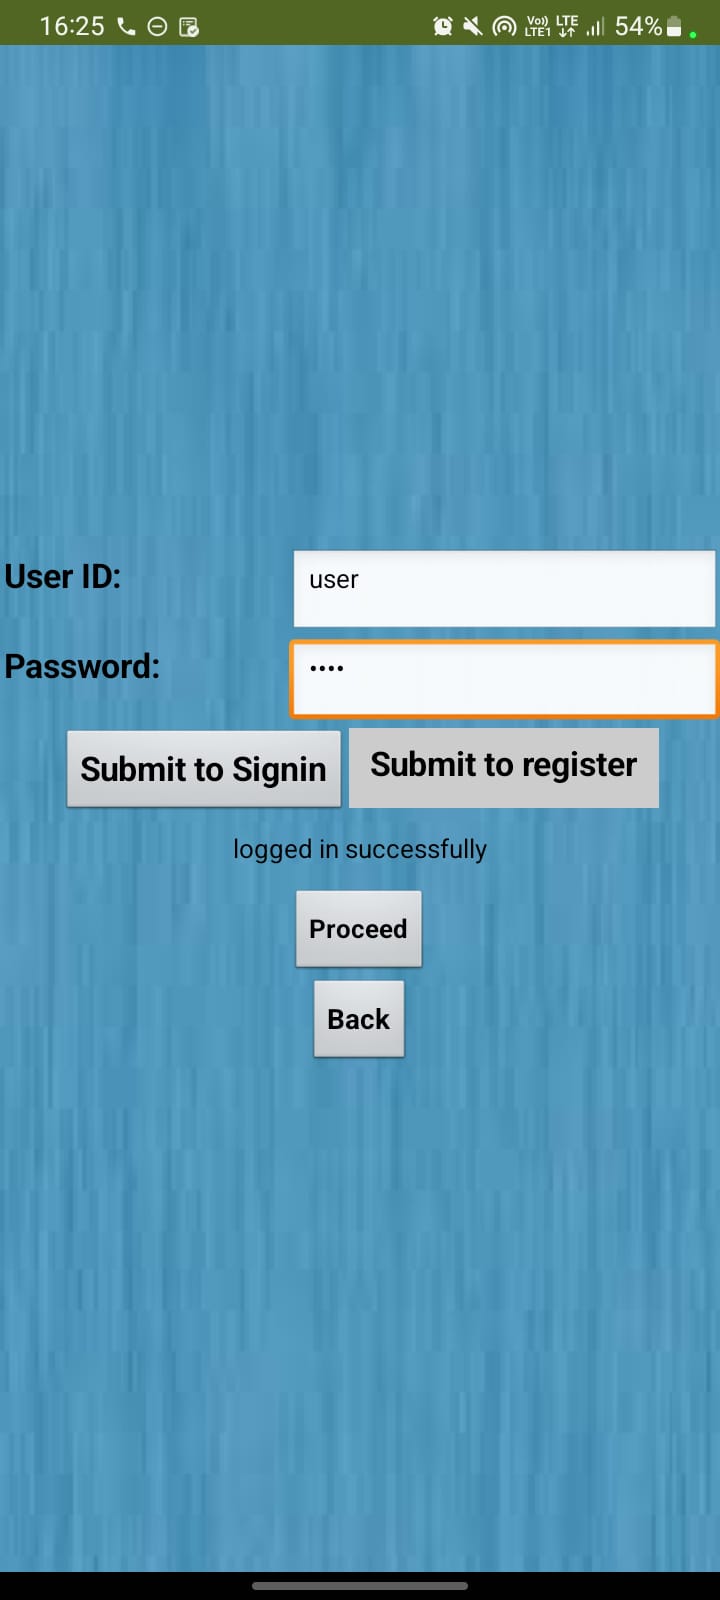 16:25 Vo) LTE 54%
LTE1
User ID: user
Password: ••••
Submit to Signin Submit to register
logged in successfully
Proceed
Back